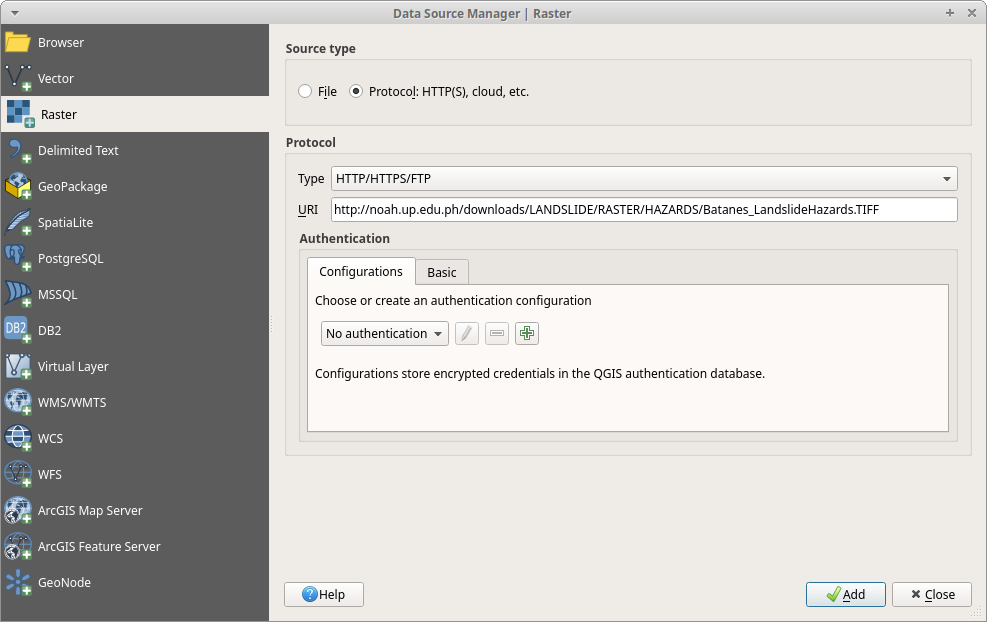 Data Source Manager | Raster
Browser
Vector
Raster
Delimited Text
GeoPackage
SpatiaLite
PostgreSQL
MSSQL
DB2 DB2
Virtual Layer
WMS/WMTS
WCS
WFS
ArcGIS Map Server
ArcGIS Feature Server
GeoNode
Source type
File Protocol: HTTP(S), cloud, etc.
Protocol
Type HTTP/HTTPS/FTP
URI http://noah.up.edu.ph/downloads/LANDSLIDE/RASTER/HAZARDS/Batanes_LandslideHazards.TIFF
Authentication
Configurations Basic
Choose or create an authentication configuration
No authentication
Configurations store encrypted credentials in the QGIS authentication database.
Help Add Close